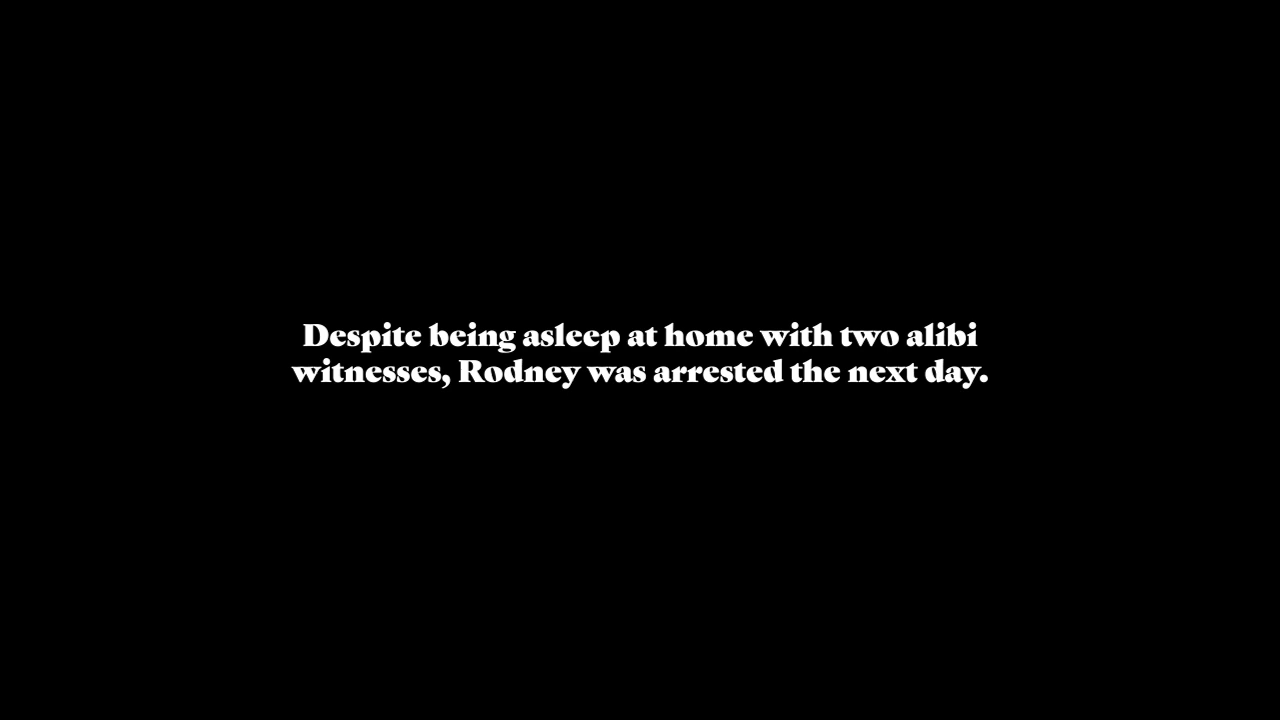 Despite being asleep at home with two alibi
witnesses, Rodney was arrested the next day.